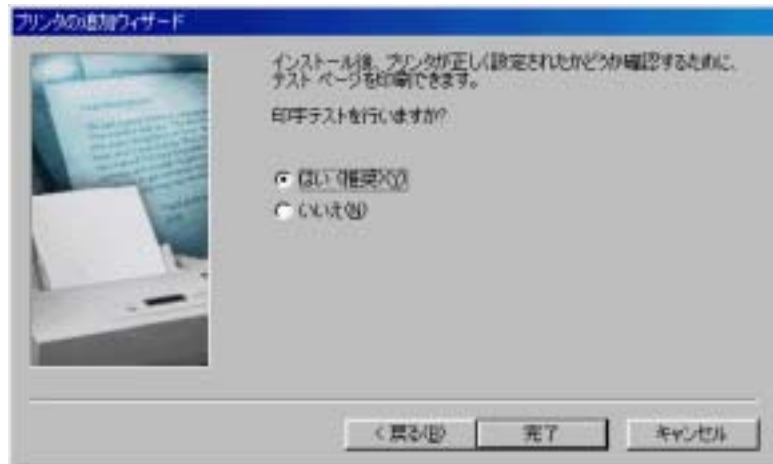 プリンタの追加ウィザード
インストール後、プリンタが正しく設定されたかどうか確認するために、
テスト ページを印刷できます。
印字テストを行いますか?
はい (推奨)(Y)
いいえ(N)
< 戻る(B)
完了
キャンセル